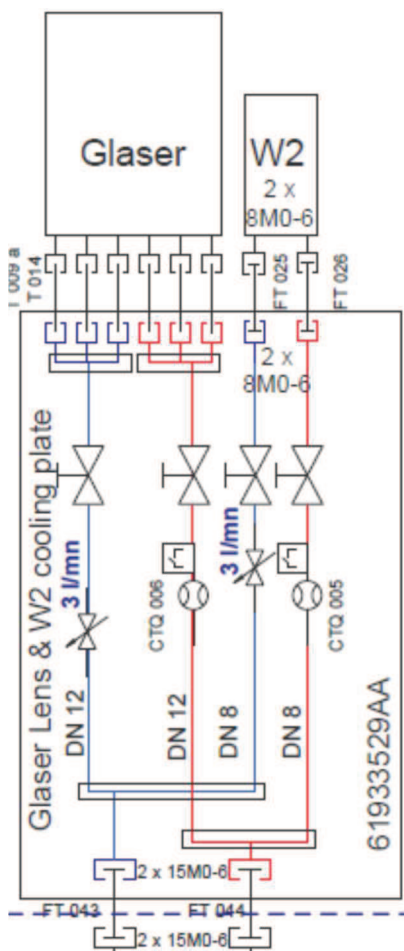 Glaser
W2
2 x
8M0-6
T 009 a
T 014
FT 025
FT 026
2 x
8M0-6
Glaser Lens & W2 cooling plate
3 l/mn
CTQ 006
3 l/mn
CTQ 005
DN 12
DN 12
DN 8
DN 8
61933529AA
2 x 15M0-6
FT 043
FT 044
2 x 15M0-6